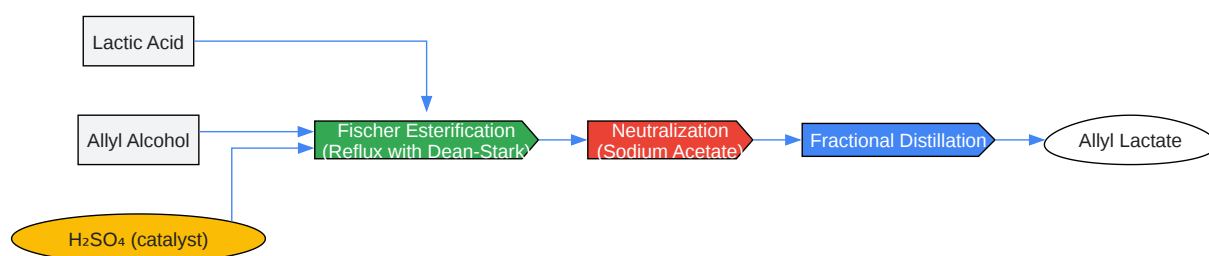 Lactic Acid
Allyl Alcohol
H₂SO₄ (catalyst)
Fischer Esterification
(Reflux with Dean-Stark)
Neutralization
(Sodium Acetate)
Fractional Distillation
Allyl Lactate